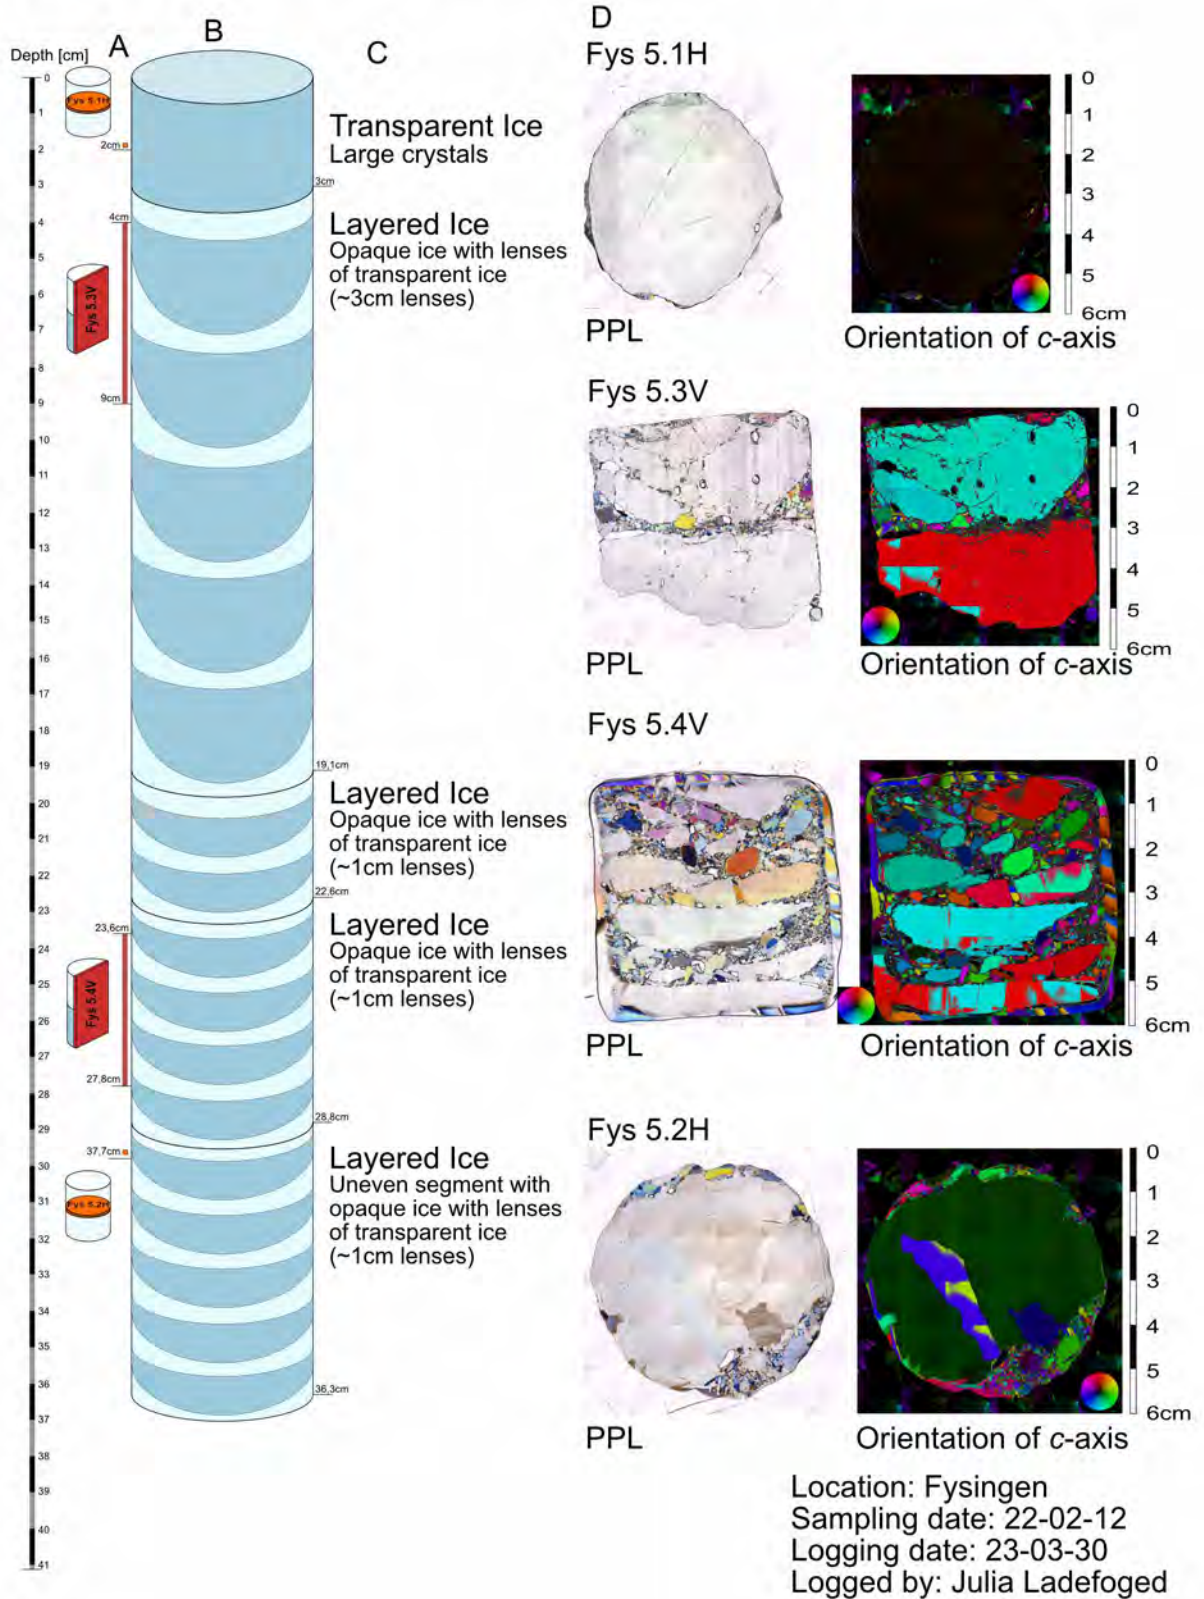 A
B
C
D
Depth [cm]
0
1
2
3
4
5
6
7
8
9
10
11
12
13
14
15
16
17
18
19
20
21
22
23
24
25
26
27
28
29
30
31
32
33
34
35
36
37
38
39
40
41
Fys 5.1H
2cm
4cm
Fys 5.3V
9cm
23,6cm
Fys 5.4V
27,8cm
37,7cm
Fys 5.2H
3cm
19,1cm
22,6cm
28,8cm
36,3cm
Transparent Ice
Large crystals
Layered Ice
Opaque ice with lenses
of transparent ice
(~3cm lenses)
Layered Ice
Opaque ice with lenses
of transparent ice
(~1cm lenses)
Layered Ice
Opaque ice with lenses
of transparent ice
(~1cm lenses)
Layered Ice
Uneven segment with
opaque ice with lenses
of transparent ice
(~1cm lenses)
Fys 5.1H
0
1
2
3
4
5
6cm
PPL
Orientation of c-axis
Fys 5.3V
0
1
2
3
4
5
6cm
PPL
Orientation of c-axis
Fys 5.4V
0
1
2
3
4
5
6cm
PPL
Orientation of c-axis
Fys 5.2H
0
1
2
3
4
5
6cm
PPL
Orientation of c-axis
Location: Fysingen
Sampling date: 22-02-12
Logging date: 23-03-30
Logged by: Julia Ladefoged